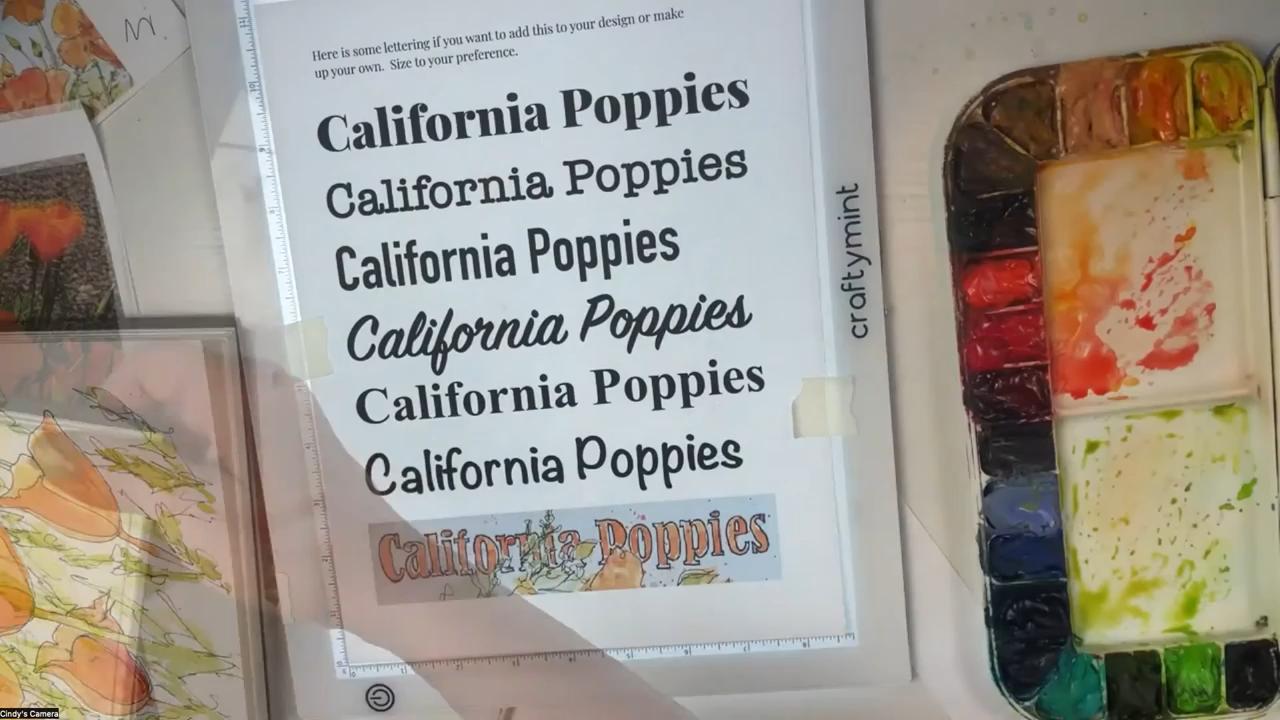 Here is some lettering if you want to add this to your design or make
up your own. Size to your preference.
California Poppies
California Poppies
California Poppies
California Poppies
California Poppies
California Poppies
California Poppies
craftymint
Cindy's Camera